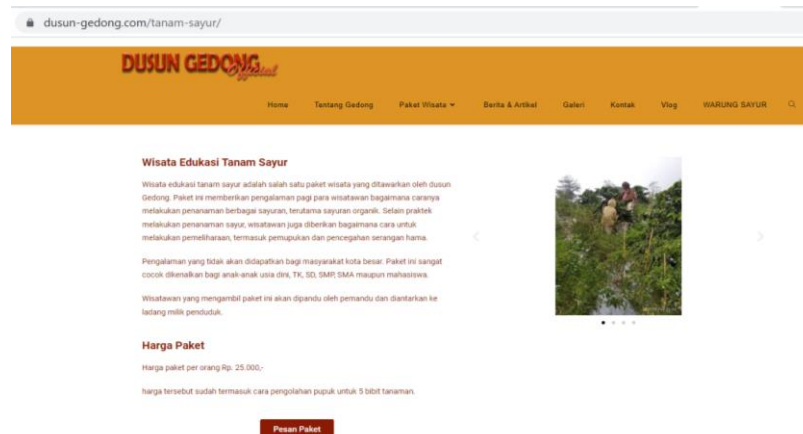 dusun-gedong.com/tanam-sayur/
DUSUN GEDONG
Official
Home Tentang Gedong Paket Wisata Berita & Artikel Galeri Kontak Vlog WARUNG SAYUR
Wisata Edukasi Tanam Sayur
Wisata edukasi tanam sayur adalah salah satu paket wisata yang ditawarkan oleh dusun
Gedong. Paket ini memberikan pengalaman pagi para wisatawan bagaimana caranya
melakukan penanaman berbagai sayuran, terutama sayuran organik. Selain praktek
melakukan penanaman sayur, wisatawan juga diberikan bagaimana cara untuk
melakukan pemeliharaan, termasuk pemupukan dan pencegahan serangan hama.
Pengalaman yang tidak akan didapatkan bagi masyarakat kota besar. Paket ini sangat
cocok dikenalkan bagi anak-anak usia dini, TK, SD, SMP, SMA maupun mahasiswa.
Wisatawan yang mengambil paket ini akan dipandu oleh pemandu dan diantarkan ke
ladang milik penduduk.
Harga Paket
Harga paket per orang Rp. 25.000,-
harga tersebut sudah termasuk cara pengolahan pupuk untuk 5 bibit tanaman.
Pesan Paket